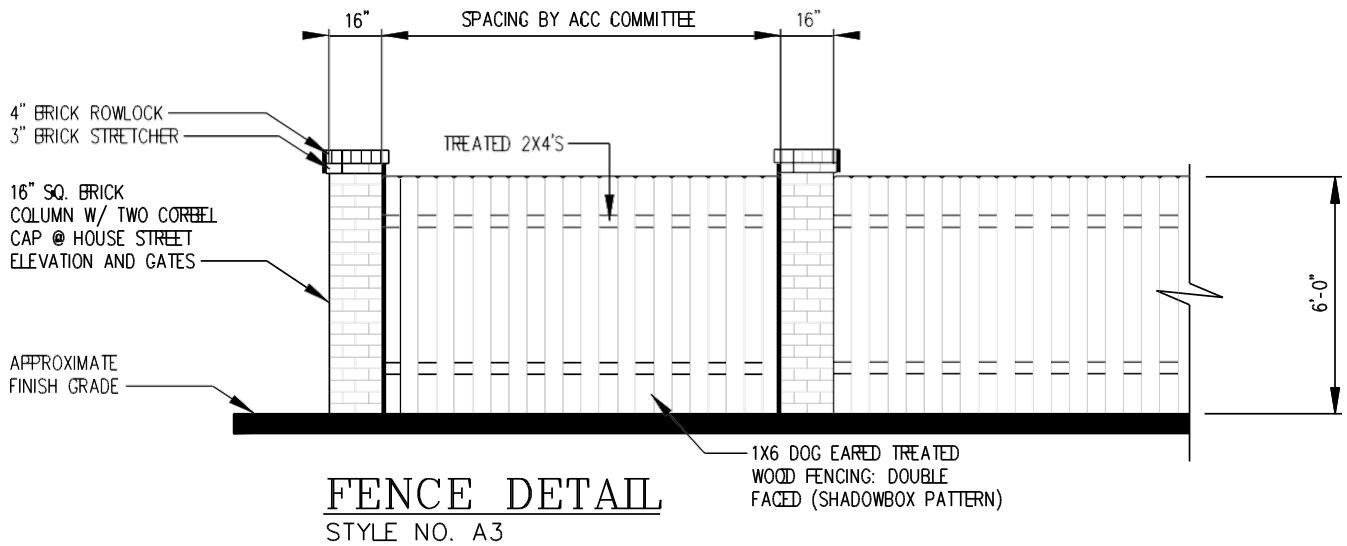 16"
SPACING BY ACC COMMITTEE
16"
4" BRICK ROWLOCK
3" BRICK STRETCHER
TREATED 2X4'S
16" SQ. BRICK
COLUMN W/ TWO CORBEL
CAP @ HOUSE STREET
ELEVATION AND GATES
6'-0"
APPROXIMATE
FINISH GRADE
1X6 DOG EARED TREATED
WOOD FENCING: DOUBLE
FACED (SHADOWBOX PATTERN)
FENCE DETAIL
STYLE NO. A3